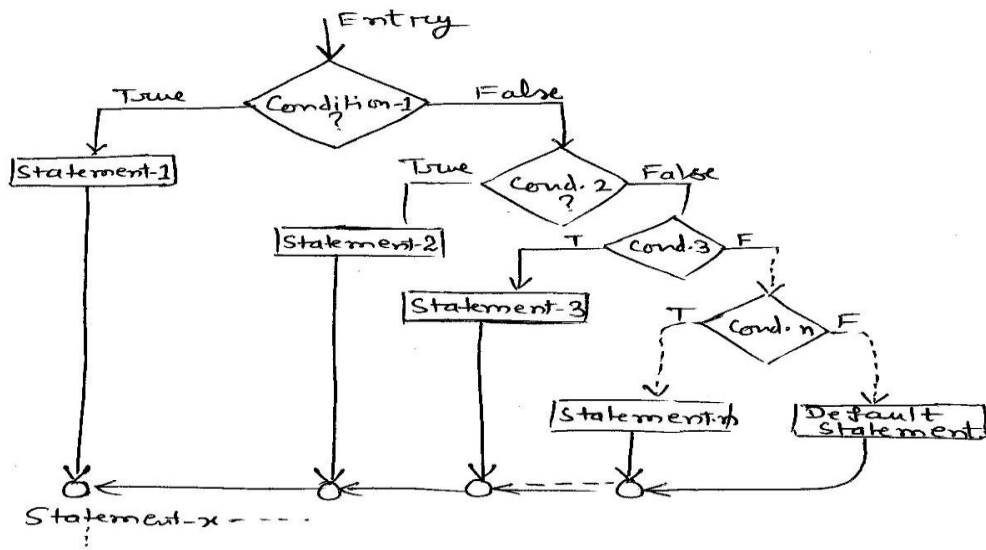 Entry
True
Condition-1
?
False
Statement-1
True
Cond. 2
?
False
Statement-2
T
Cond.3
F
Statement-3
T
Cond. n
F
Statement-n
Default
Statement
Statement-x - - - - -